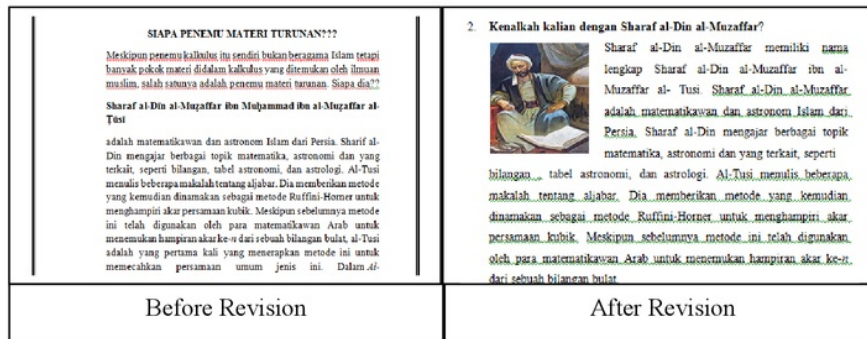 SIAPA PENEMU MATERI TURUNAN???
Meskipun penemu kalkulus itu sendiri bukan beragama Islam tetapi
banyak pokok materi didalam kalkulus yang ditemukan oleh ilmuan
muslim, salah satunya adalah penemu materi turunan. Siapa dia??
Sharaf al-Dīn al-Muẓaffar ibn Muḥammad ibn al-Muẓaffar al-
Ṭūsī
adalah matematikawan dan astronom Islam dari Persia. Sharif al-
Din mengajar berbagai topik matematika, astronomi dan yang
terkait, seperti bilangan, tabel astronomi, dan astrologi. Al-Tusi
menulis beberapa makalah tentang aljabar. Dia memberikan metode
yang kemudian dinamakan sebagai metode Ruffini-Horner untuk
menghampiri akar persamaan kubik. Meskipun sebelumnya metode
ini telah digunakan oleh para matematikawan Arab untuk
menemukan hampiran akar ke-n dari sebuah bilangan bulat, al-Tusi
adalah yang pertama kali yang menerapkan metode ini untuk
memecahkan persamaan umum jenis ini. Dalam Al-
Before Revision
2. Kenalkah kalian dengan Sharaf al-Din al-Muzaffar?
Sharaf al-Din al-Muzaffar memiliki nama
lengkap Sharaf al-Din al-Muzaffar ibn al-
Muzaffar al- Tusi. Sharaf al-Din al-Muzaffar
adalah matematikawan dan astronom Islam dari
Persia. Sharaf al-Din mengajar berbagai topik
matematika, astronomi dan yang terkait, seperti
bilangan , tabel astronomi, dan astrologi. Al-Tusi menulis beberapa
makalah tentang aljabar. Dia memberikan metode yang kemudian
dinamakan sebagai metode Ruffini-Horner untuk menghampiri akar
persamaan kubik. Meskipun sebelumnya metode ini telah digunakan
oleh para matematikawan Arab untuk menemukan hampiran akar ke-n
dari sebuah bilangan bulat.
After Revision